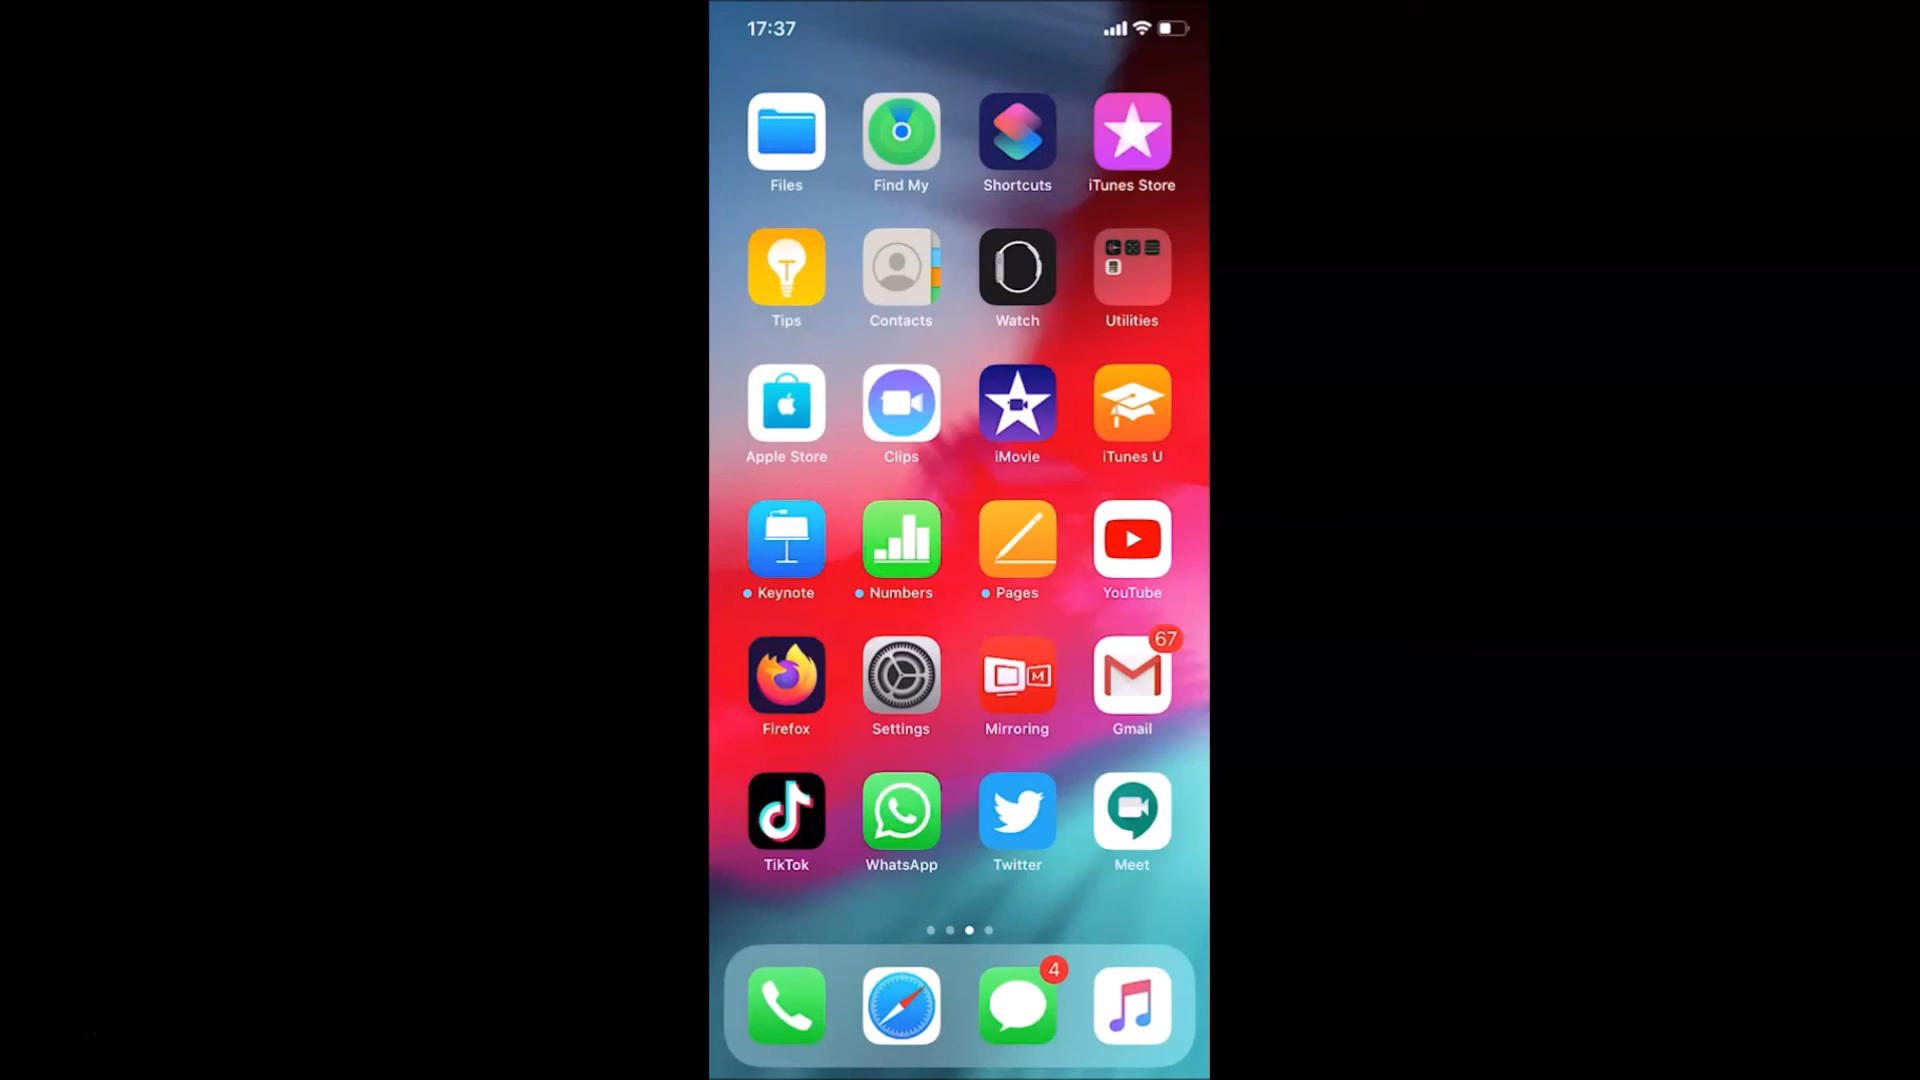 17:37
Files Find My Shortcuts iTunes Store
Tips Contacts Watch Utilities
Apple Store Clips iMovie iTunes U
Keynote Numbers Pages YouTube
67
M
Firefox Settings Mirroring Gmail
TikTok WhatsApp Twitter Meet
4